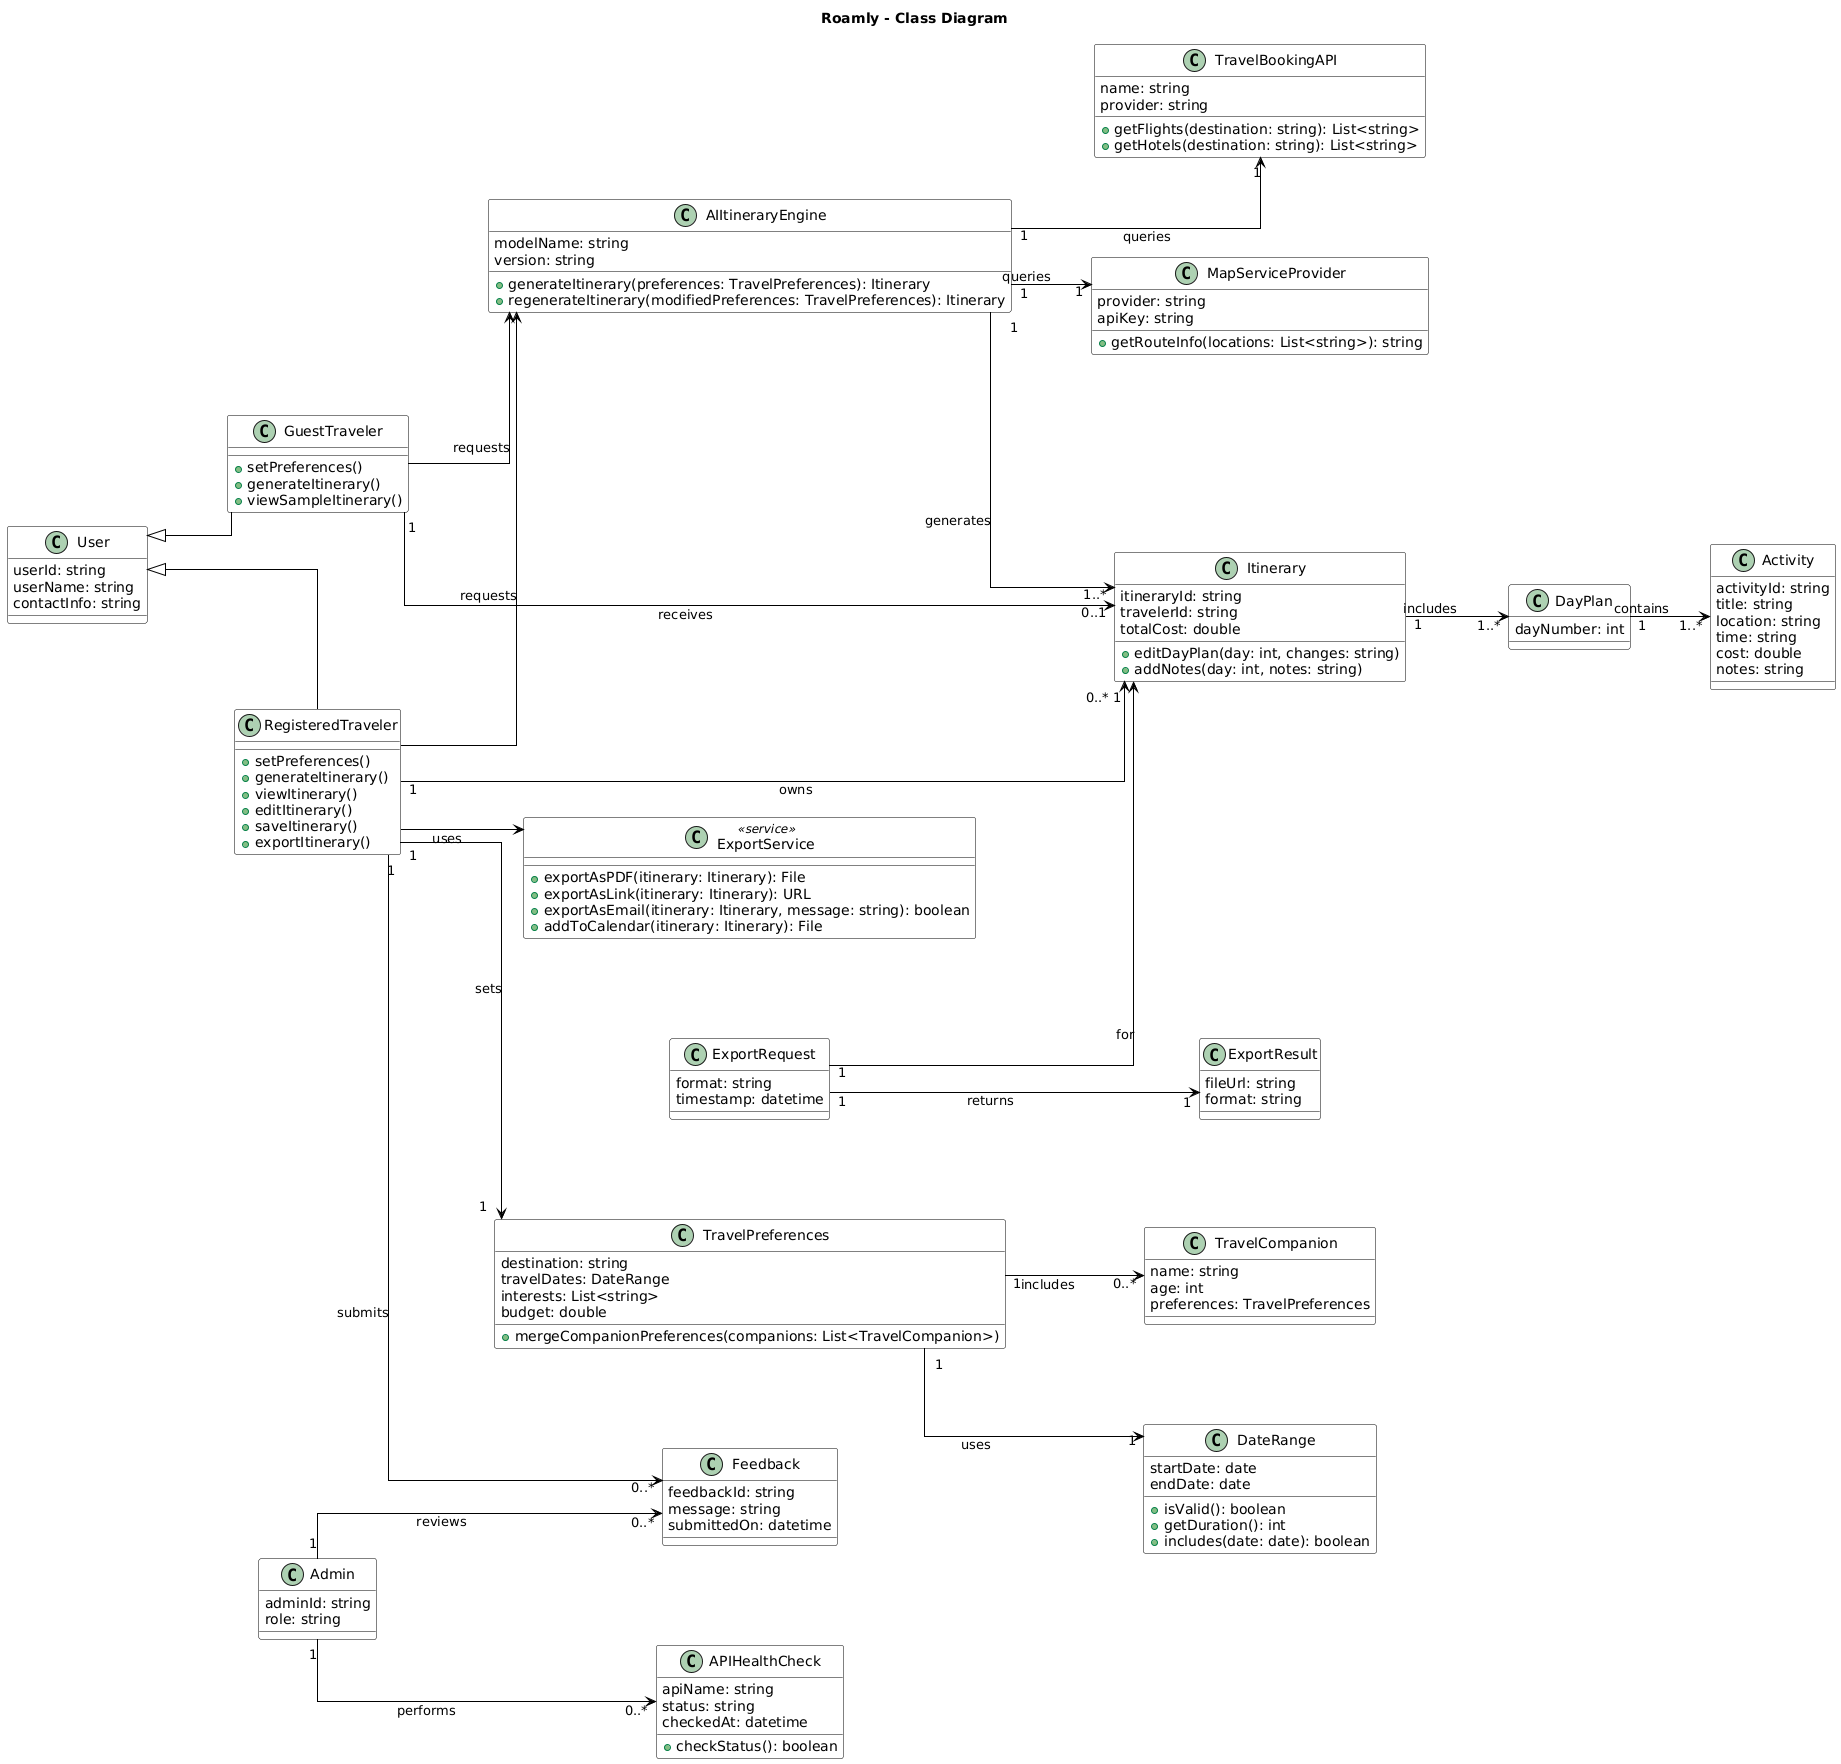 Roamly - Class Diagram
C TravelBookingAPI
name: string
provider: string
getFlights(destination: string): List<string>
getHotels(destination: string): List<string>
1
C AIItineraryEngine
modelName: string
version: string
generateItinerary(preferences: TravelPreferences): Itinerary
regenerateItinerary(modifiedPreferences: TravelPreferences): Itinerary
1
queries
queries
1
1
1
C MapServiceProvider
provider: string
apiKey: string
getRouteInfo(locations: List<string>): string
C GuestTraveler
setPreferences()
generateItinerary()
viewSampleItinerary()
requests
1
generates
C User
userId: string
userName: string
contactInfo: string
requests
receives
1..*
0..1
C Itinerary
itineraryId: string
travelerId: string
totalCost: double
editDayPlan(day: int, changes: string)
addNotes(day: int, notes: string)
0..*
1
includes
1
1..*
C DayPlan
dayNumber: int
contains
1
1..*
C Activity
activityId: string
title: string
location: string
time: string
cost: double
notes: string
C RegisteredTraveler
setPreferences()
generateItinerary()
viewItinerary()
editItinerary()
saveItinerary()
exportItinerary()
1
owns
uses
1
1
C «service»
ExportService
exportAsPDF(itinerary: Itinerary): File
exportAsLink(itinerary: Itinerary): URL
exportAsEmail(itinerary: Itinerary, message: string): boolean
addToCalendar(itinerary: Itinerary): File
sets
for
C ExportRequest
format: string
timestamp: datetime
1
1
returns
1
C ExportResult
fileUrl: string
format: string
1
C TravelPreferences
destination: string
travelDates: DateRange
interests: List<string>
budget: double
mergeCompanionPreferences(companions: List<TravelCompanion>)
1
includes
0..*
C TravelCompanion
name: string
age: int
preferences: TravelPreferences
submits
1
uses
1
C DateRange
startDate: date
endDate: date
isValid(): boolean
getDuration(): int
includes(date: date): boolean
C Feedback
feedbackId: string
message: string
submittedOn: datetime
0..*
0..*
reviews
1
C Admin
adminId: string
role: string
1
performs
0..*
C APIHealthCheck
apiName: string
status: string
checkedAt: datetime
checkStatus(): boolean